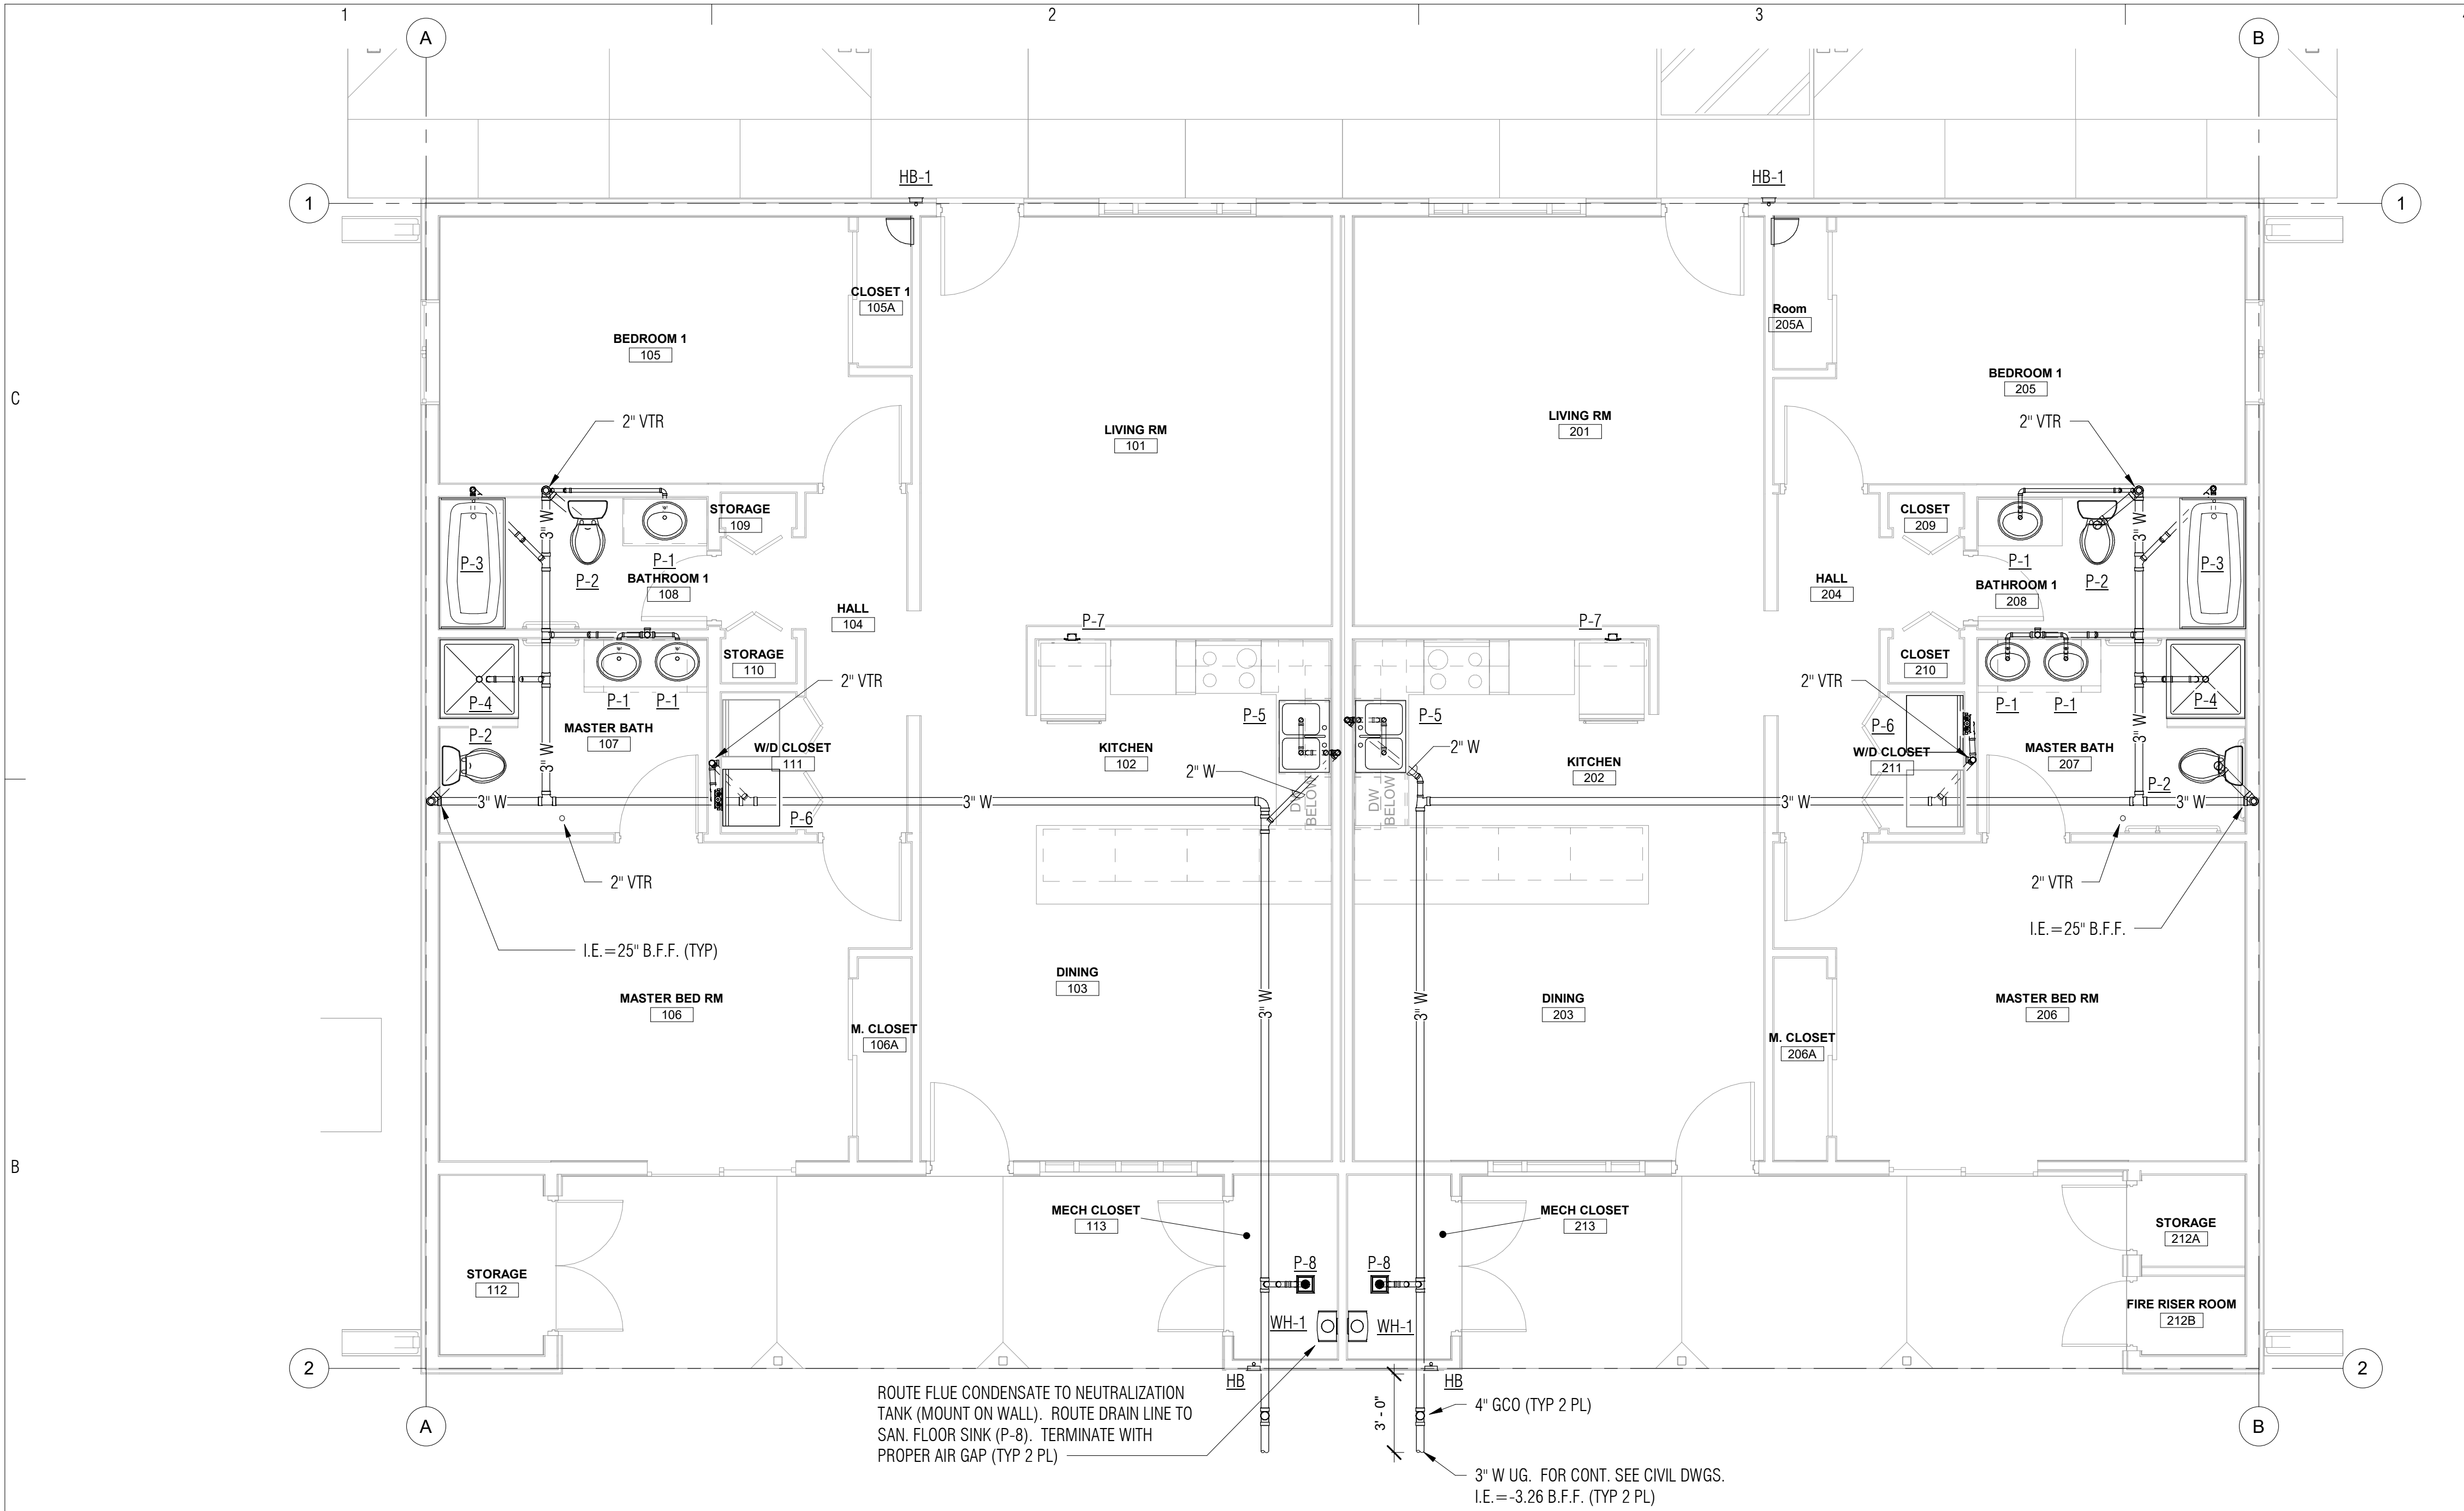 1
2
3
A
B
HB-1
HB-1
1
1
CLOSET 1
105A
Room
205A
BEDROOM 1
105
BEDROOM 1
205
C
2" VTR
LIVING RM
101
LIVING RM
201
2" VTR
STORAGE
109
CLOSET
209
3" W
3" W
P-3
P-2
P-1
BATHROOM 1
108
HALL
104
P-7
P-7
HALL
204
P-1
BATHROOM 1
208
P-2
P-3
STORAGE
110
CLOSET
210
2" VTR
2" VTR
P-4
P-1
P-1
P-5
P-5
P-6
P-1
P-1
P-4
P-2
MASTER BATH
107
3" W
W/D CLOSET
111
KITCHEN
102
2" W
2" W
KITCHEN
202
W/D CLOSET
211
MASTER BATH
207
3" W
P-2
DW
BELOW
DW
BELOW
3" W
3" W
3" W
3" W
P-6
2" VTR
2" VTR
I.E.=25" B.F.F. (TYP)
I.E.=25" B.F.F.
DINING
103
3" W
3" W
DINING
203
MASTER BED RM
106
M. CLOSET
106A
M. CLOSET
206A
MASTER BED RM
206
B
MECH CLOSET
113
MECH CLOSET
213
STORAGE
112
STORAGE
212A
P-8
P-8
FIRE RISER ROOM
212B
WH-1
WH-1
2
2
HB
HB
ROUTE FLUE CONDENSATE TO NEUTRALIZATION
TANK (MOUNT ON WALL). ROUTE DRAIN LINE TO
SAN. FLOOR SINK (P-8). TERMINATE WITH
PROPER AIR GAP (TYP 2 PL)
3' - 0"
4" GCO (TYP 2 PL)
A
B
3" W UG. FOR CONT. SEE CIVIL DWGS.
I.E.=-3.26 B.F.F. (TYP 2 PL)